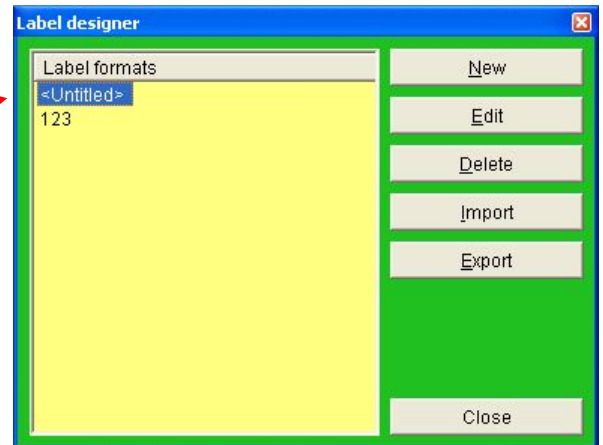 Label designer
Label formats
<Untitled>
123
New
Edit
Delete
Import
Export
Close